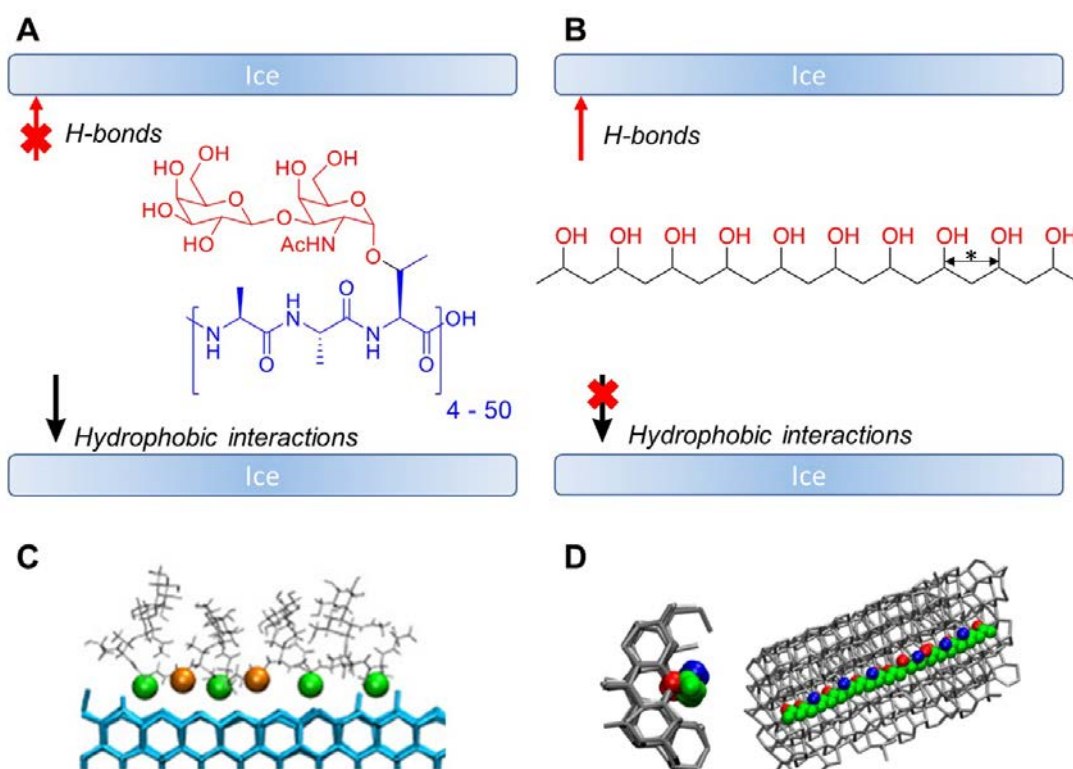 A
Ice
H-bonds
OH
HO
OH
HO
OH
O
O
HO
O
OH
AcHN
O
O
O
N
H
H
N
O
N
H
O
OH
4 - 50
Hydrophobic interactions
Ice
B
Ice
H-bonds
OH OH OH OH OH OH OH OH OH OH
*
Hydrophobic interactions
Ice
C
D